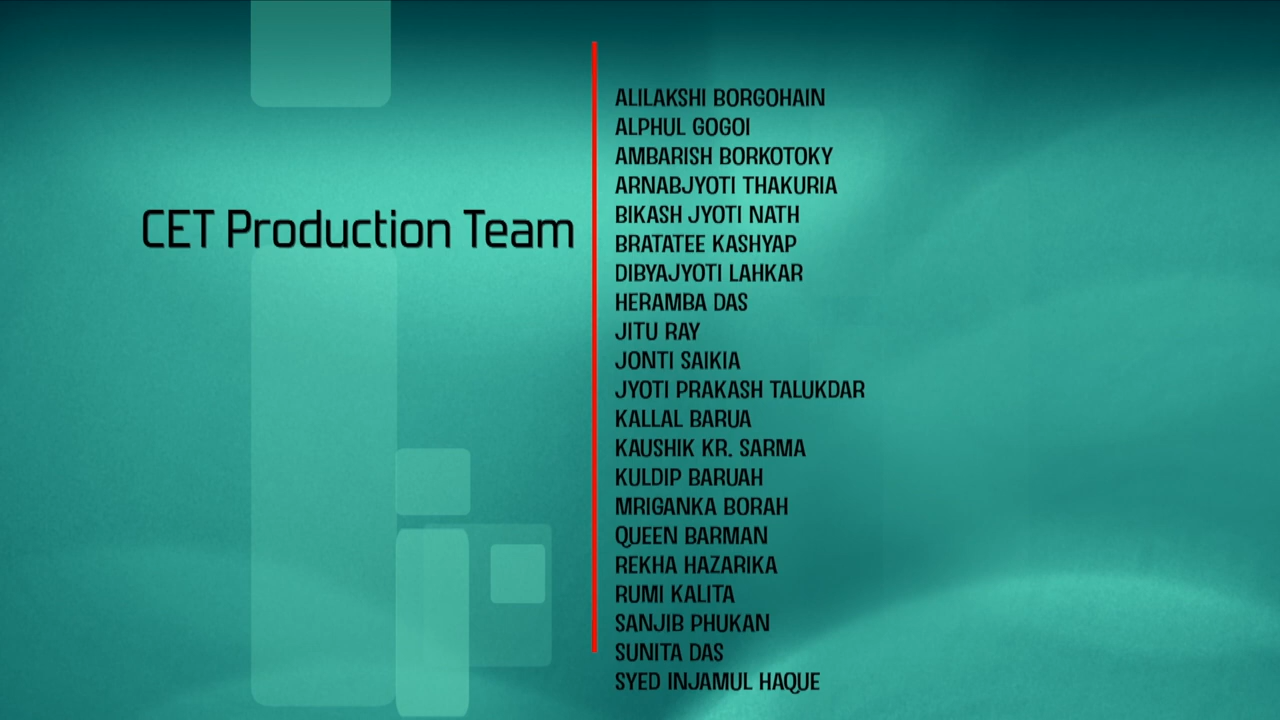 CET Production Team
ALILAKSHI BORGOHAIN
ALPHUL GOGOI
AMBARISH BORKOTOKY
ARNABJYOTI THAKURIA
BIKASH JYOTI NATH
BRATATEE KASHYAP
DIBYAJYOTI LAHKAR
HERAMBA DAS
JITU RAY
JONTI SAIKIA
JYOTI PRAKASH TALUKDAR
KALLAL BARUA
KAUSHIK KR. SARMA
KULDIP BARUAH
MRIGANKA BORAH
QUEEN BARMAN
REKHA HAZARIKA
RUMI KALITA
SANJIB PHUKAN
SUNITA DAS
SYED INJAMUL HAQUE